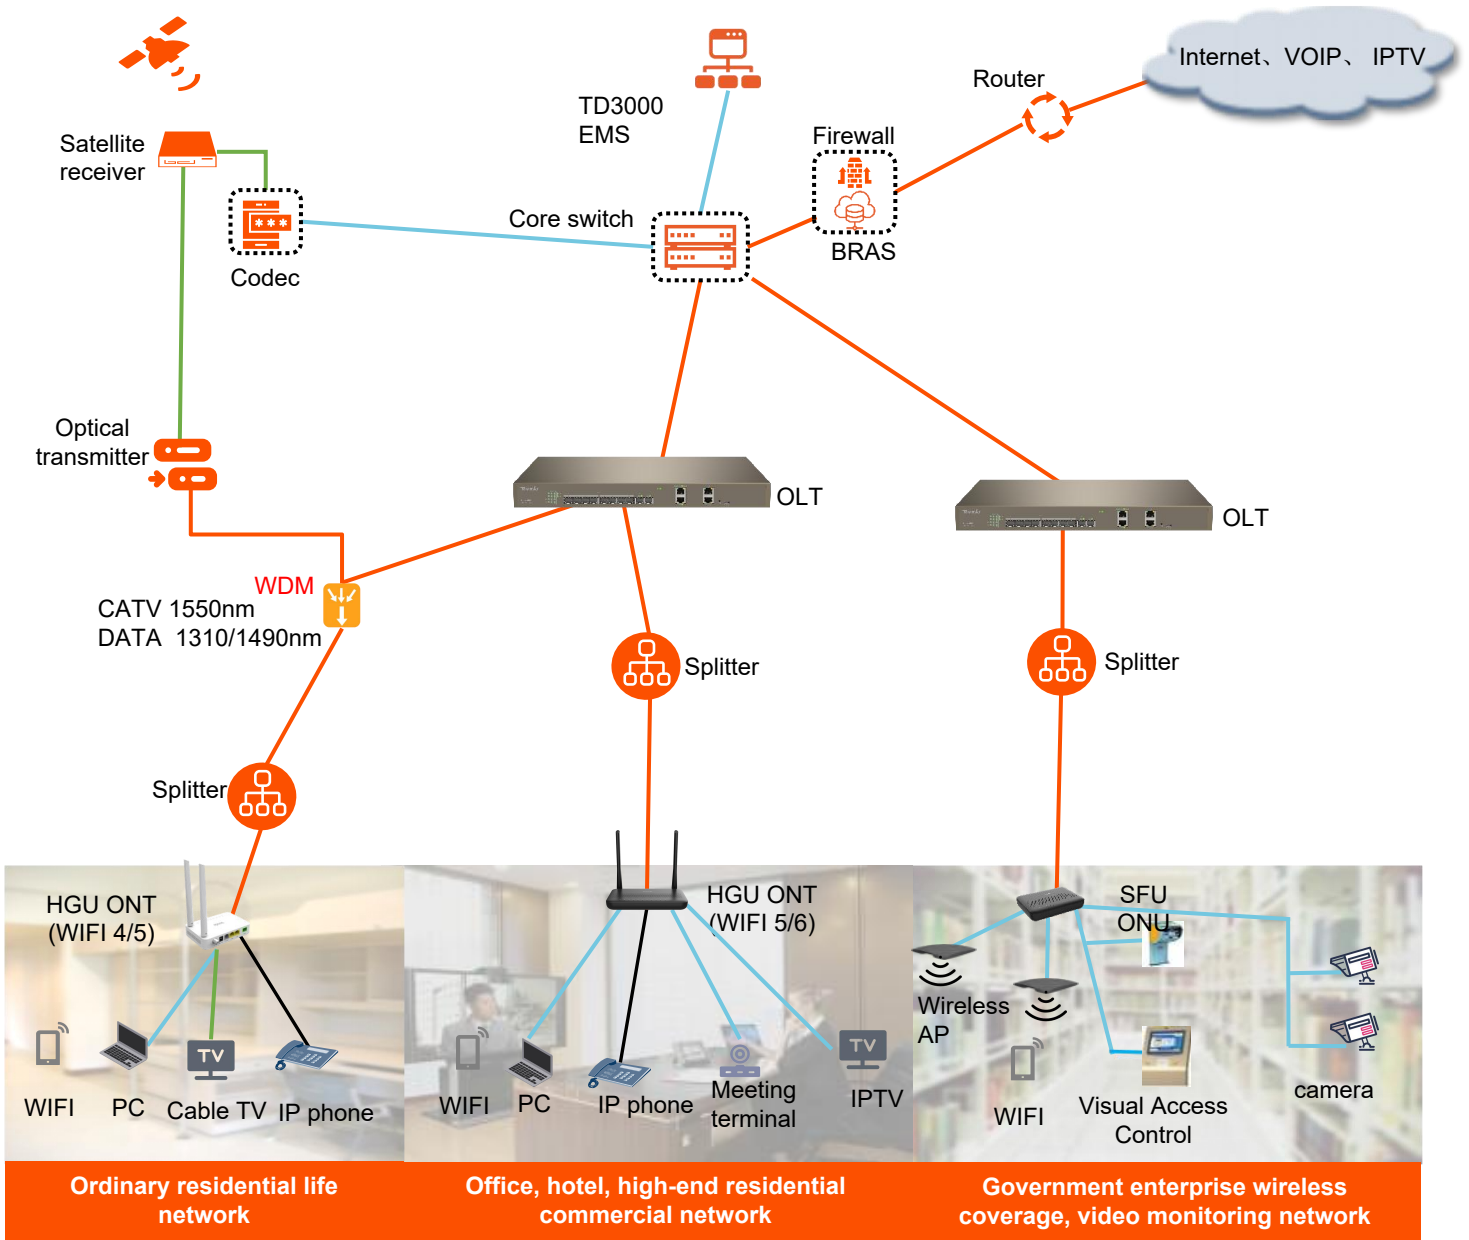 Internet、VOIP、 IPTV
Router
TD3000
EMS
Firewall
Satellite
receiver
Core switch
BRAS
Codec
***
Optical
transmitter
OLT
OLT
WDM
CATV 1550nm
DATA 1310/1490nm
Splitter
Splitter
Splitter
HGU ONT
(WIFI 4/5)
HGU ONT
(WIFI 5/6)
SFU
ONU
Wireless
AP
TV
TV
WIFI
PC
Cable TV
IP phone
WIFI
PC
IP phone
Meeting
terminal
IPTV
WIFI
Visual Access
Control
camera
Ordinary residential life
network
Office, hotel, high-end residential
commercial network
Government enterprise wireless
coverage, video monitoring network